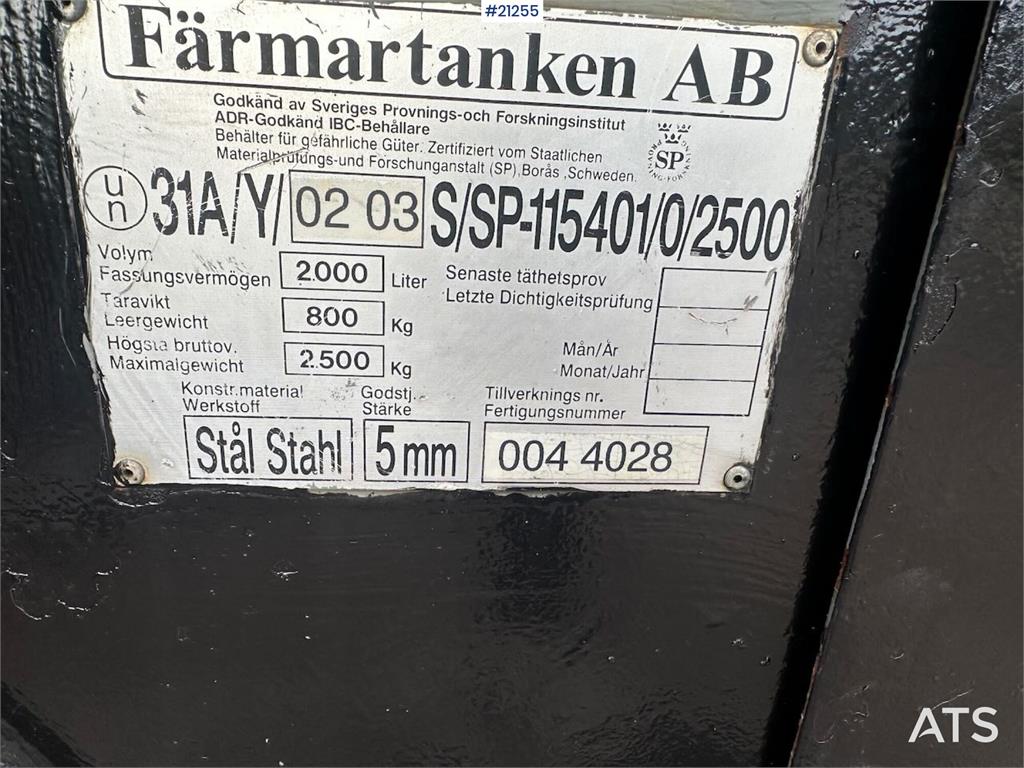 #21255
Färmartanken AB
Godkänd av Sveriges Provnings-och Forskningsinstitut
ADR-Godkänd IBC-Behållare
Behälter für gefährliche Güter. Zertifiziert vom Staatlichen
Materialprüfungs-und Forschunganstalt (SP),Borås ,Schweden.
SP
un 31A/Y/ 02 03 S/SP-115401/0/2500
Volym
Fassungsvermögen 2.000 Liter
Taravikt
Leergewicht 800 Kg
Högsta bruttov.
Maximalgewicht 2.500 Kg
Senaste täthetsprov
Letzte Dichtigkeitsprüfung
Mån/År
Monat/Jahr
Konstr.material
Werkstoff
Stål Stahl
Godstj.
Stärke
5 mm
Tillverknings nr.
Fertigungsnummer
004 4028
ATS